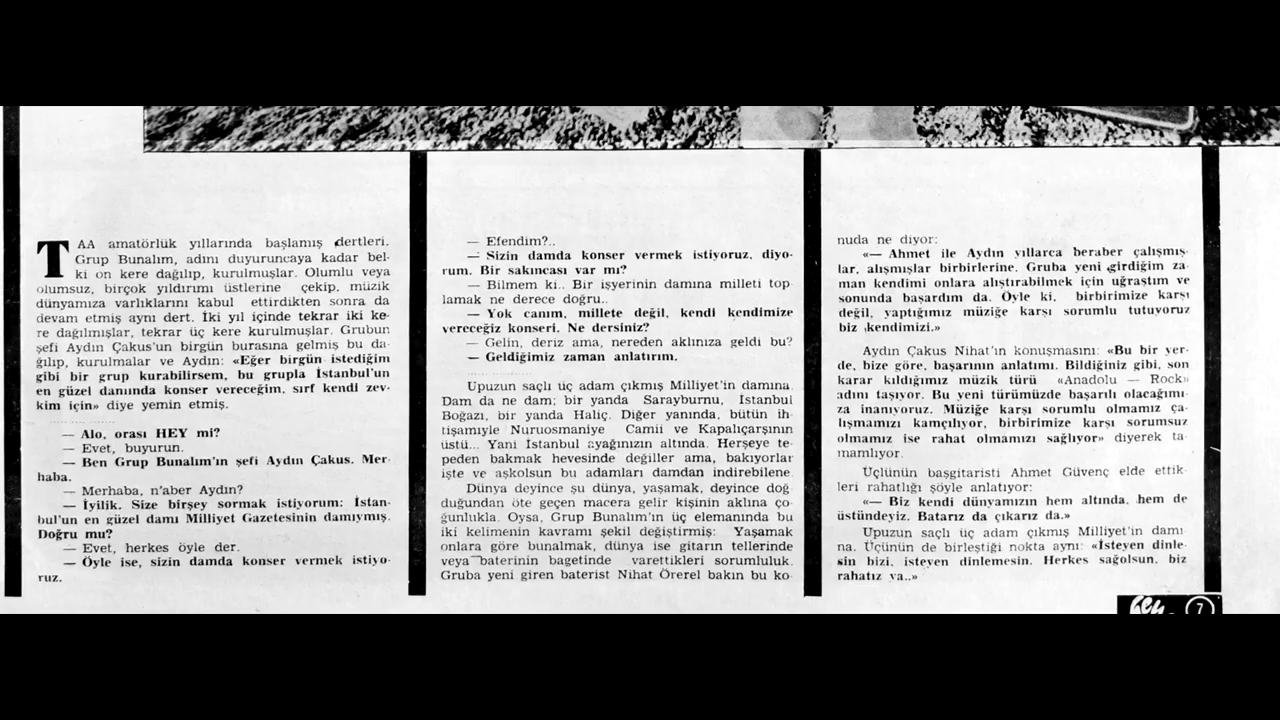 TAA amatörlük yıllarında başlamış dertleri.
Grup Bunalım, adını duyuruncaya kadar bel-
ki on kere dağılıp, kurulmuşlar. Olumlu veya
olumsuz, birçok yıldırımı üstlerine çekip, müzik
dünyamıza varlıklarını kabul ettirdikten sonra da
devam etmiş aynı dert. İki yıl içinde tekrar iki ke-
re dağılmışlar, tekrar üç kere kurulmuşlar. Grubun
şefi Aydın Çakus'un birgün burasına gelmiş bu da-
ğılıp, kurulmalar ve Aydın: «Eğer birgün istediğim
gibi bir grup kurabilirsem, bu grupla İstanbul'un
en güzel damında konser vereceğim, sırf kendi zev-
kim için» diye yemin etmiş.
— Alo, orası HEY mi?
— Evet, buyurun.
— Ben Grup Bunalım'ın şefi Aydın Çakus. Mer-
haba.
— Merhaba, n'aber Aydın?
— İyilik. Size birşey sormak istiyorum: İstan-
bul'un en güzel damı Milliyet Gazetesinin damıymış.
Doğru mu?
— Evet, herkes öyle der.
— Öyle ise, sizin damda konser vermek istiyo-
ruz.
— Efendim?..
— Sizin damda konser vermek istiyoruz, diyo-
rum. Bir sakıncası var mı?
— Bilmem ki.. Bir işyerinin damına milleti top
lamak ne derece doğru..
— Yok canım, millete değil, kendi kendimize
vereceğiz konseri. Ne dersiniz?
— Gelin, deriz ama, nereden aklınıza geldi bu?
— Geldiğimiz zaman anlatırım.
Upuzun saçlı üç adam çıkmış Milliyet'in damına.
Dam da ne dam; bir yanda Sarayburnu, İstanbul
Boğazı, bir yanda Haliç. Diğer yanında, bütün ih-
tişamiyle Nuruosmaniye Camii ve Kapalıçarşının
üstü... Yani İstanbul ayağınızın altında. Herşeye te-
peden bakmak hevesinde değiller ama, bakıyorlar
işte ve aşkolsun bu adamları damdan indirebilene.
Dünya deyince şu dünya, yaşamak, deyince doğ-
duğundan öte geçen macera gelir kişinin aklına ço-
ğunlukla. Oysa, Grup Bunalım'ın üç elemanında bu
iki kelimenin kavramı şekil değiştirmiş: Yaşamak
onlara göre bunalmak, dünya ise gitarın tellerinde
veya baterinin bagetinde varettikleri sorumluluk.
Gruba yeni giren baterist Nihat Örerel bakın bu ko-
nuda ne diyor:
«— Ahmet ile Aydın yıllarca beraber çalışmış-
lar, alışmışlar birbirlerine. Gruba yeni girdiğim za-
man kendimi onlara alıştırabilmek için uğraştım ve
sonunda başardım da. Öyle ki, birbirimize karşı
değil, yaptığımız müziğe karşı sorumlu tutuyoruz
biz kendimizi.»
Aydın Çakus Nihat'ın konuşmasını: «Bu bir yer-
de, bize göre, başarının anlatımı. Bildiğiniz gibi, son
karar kıldığımız müzik türü «Anadolu — Rock»
adını taşıyor. Bu yeni türümüzde başarılı olacağımı-
za inanıyoruz. Müziğe karşı sorumlu olmamız ça-
lışmamızı kamçılıyor, birbirimize karşı sorumsuz
olmamız ise rahat olmamızı sağlıyor» diyerek ta-
mamlıyor.
Üçlünün basgitaristi Ahmet Güvenç elde ettik-
leri rahatlığı şöyle anlatıyor:
«— Biz kendi dünyamızın hem altında, hem de
üstündeyiz. Batarız da çıkarız da.»
Upuzun saçlı üç adam çıkmış Milliyet'in damı-
na. Üçünün de birleştiği nokta aynı: «İsteyen dinle-
sin bizi, isteyen dinlemesin. Herkes sağolsun, biz
rahatız ya..»
hey 7